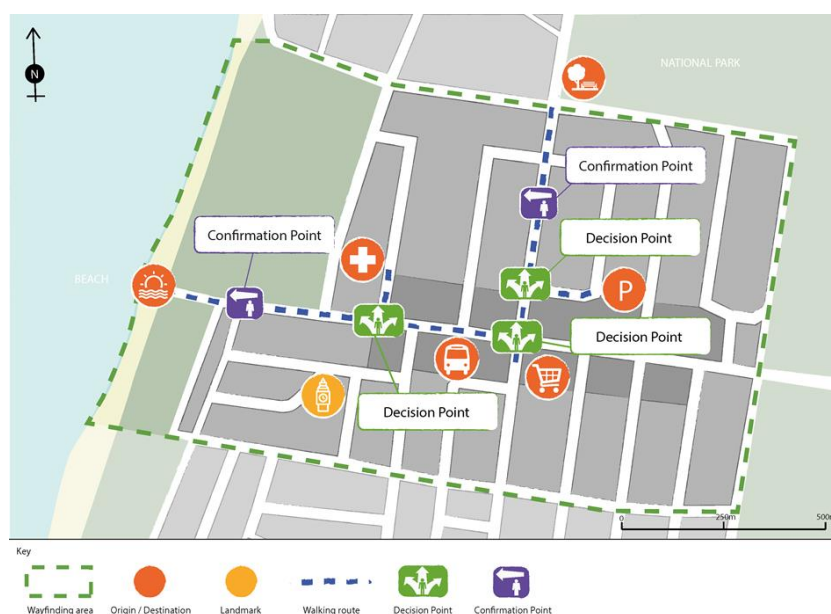 NATIONAL PARK
N
Confirmation Point
Confirmation Point
Decision Point
BEACH
P
Decision Point
Decision Point
0
250m
500m
Key
Wayfinding area
Origin / Destination
Landmark
Walking route
Decision Point
Confirmation Point